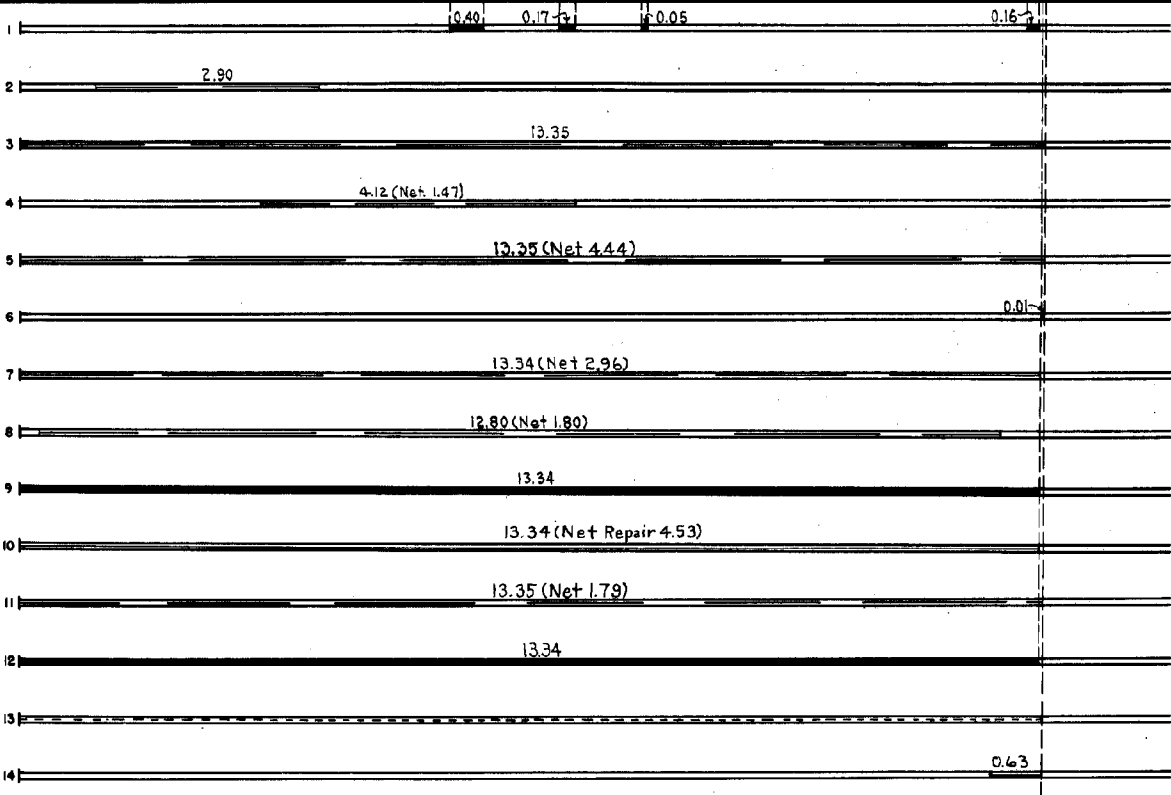 1 0.40 0.17 0.05 0.16
2 2.90
3 13.35
4 4.12 (Net 1.47)
5 13.35 (Net 4.44)
6 0.01
7 13.34 (Net 2.96)
8 12.80 (Net 1.80)
9 13.34
10 13.34 (Net Repair 4.53)
11 13.35 (Net 1.79)
12 13.34
13
14 0.63